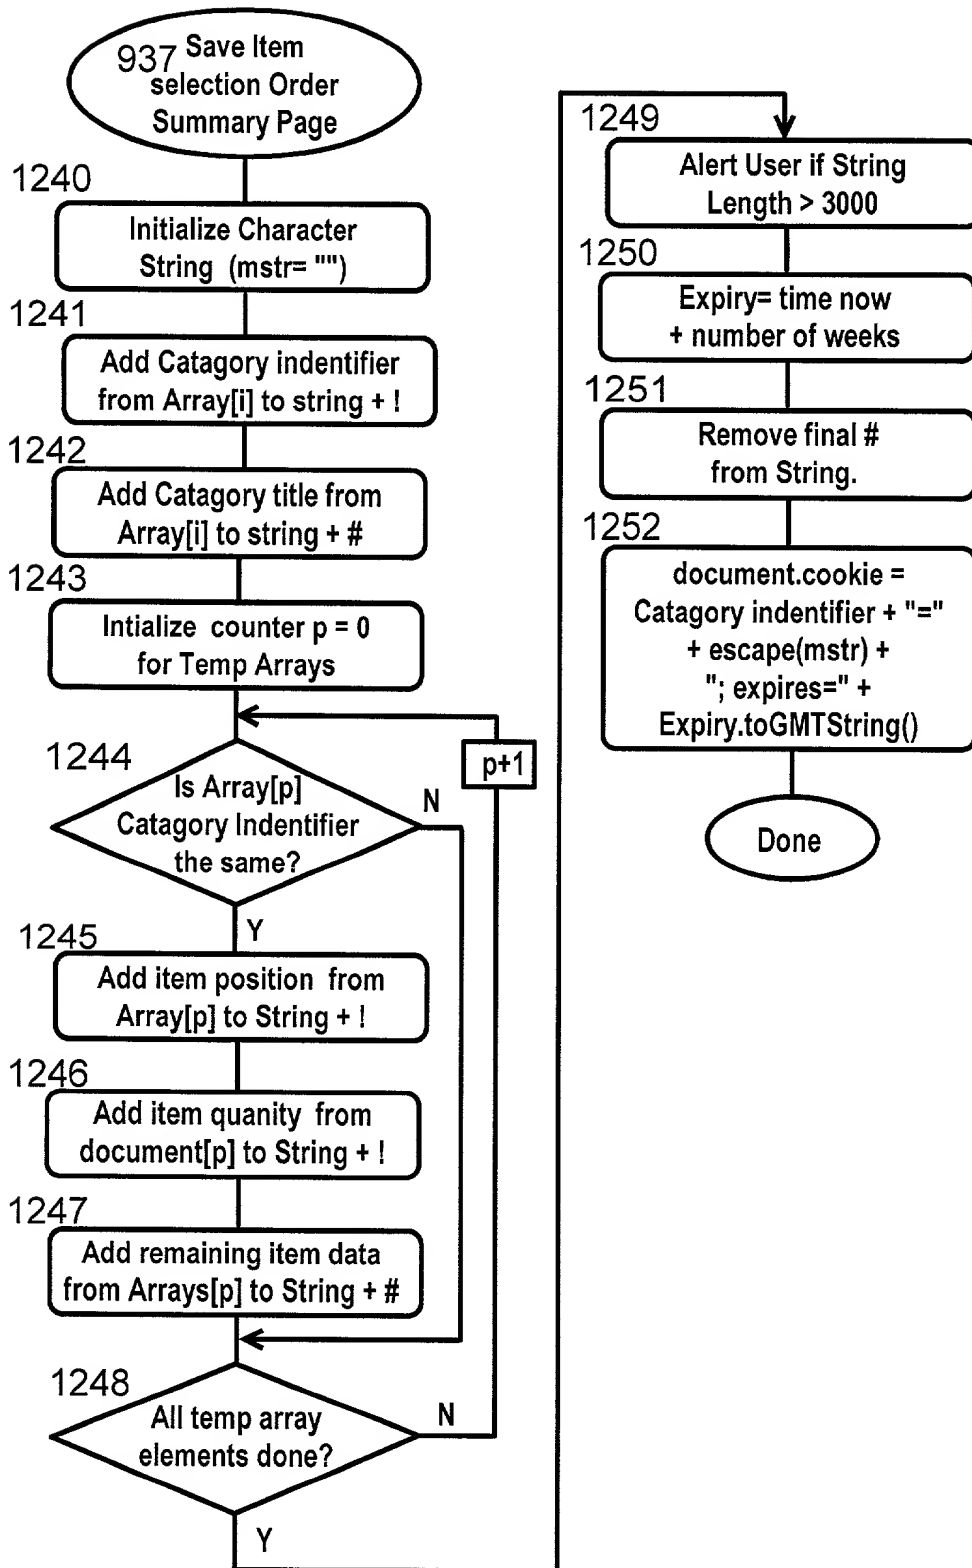 937 Save Item
selection Order
Summary Page
1240
Initialize Character
String (mstr= "")
1241
Add Catagory indentifier
from Array[i] to string + !
1242
Add Catagory title from
Array[i] to string + #
1243
Intialize counter p = 0
for Temp Arrays
p+1
1244
Is Array[p]
Catagory Indentifier
the same?
N
Y
1245
Add item position from
Array[p] to String + !
1246
Add item quanity from
document[p] to String + !
1247
Add remaining item data
from Arrays[p] to String + #
1248
All temp array
elements done?
N
Y
1249
Alert User if String
Length > 3000
1250
Expiry= time now
+ number of weeks
1251
Remove final #
from String.
1252
document.cookie =
Catagory indentifier + "="
+ escape(mstr) +
"; expires=" +
Expiry.toGMTString()
Done